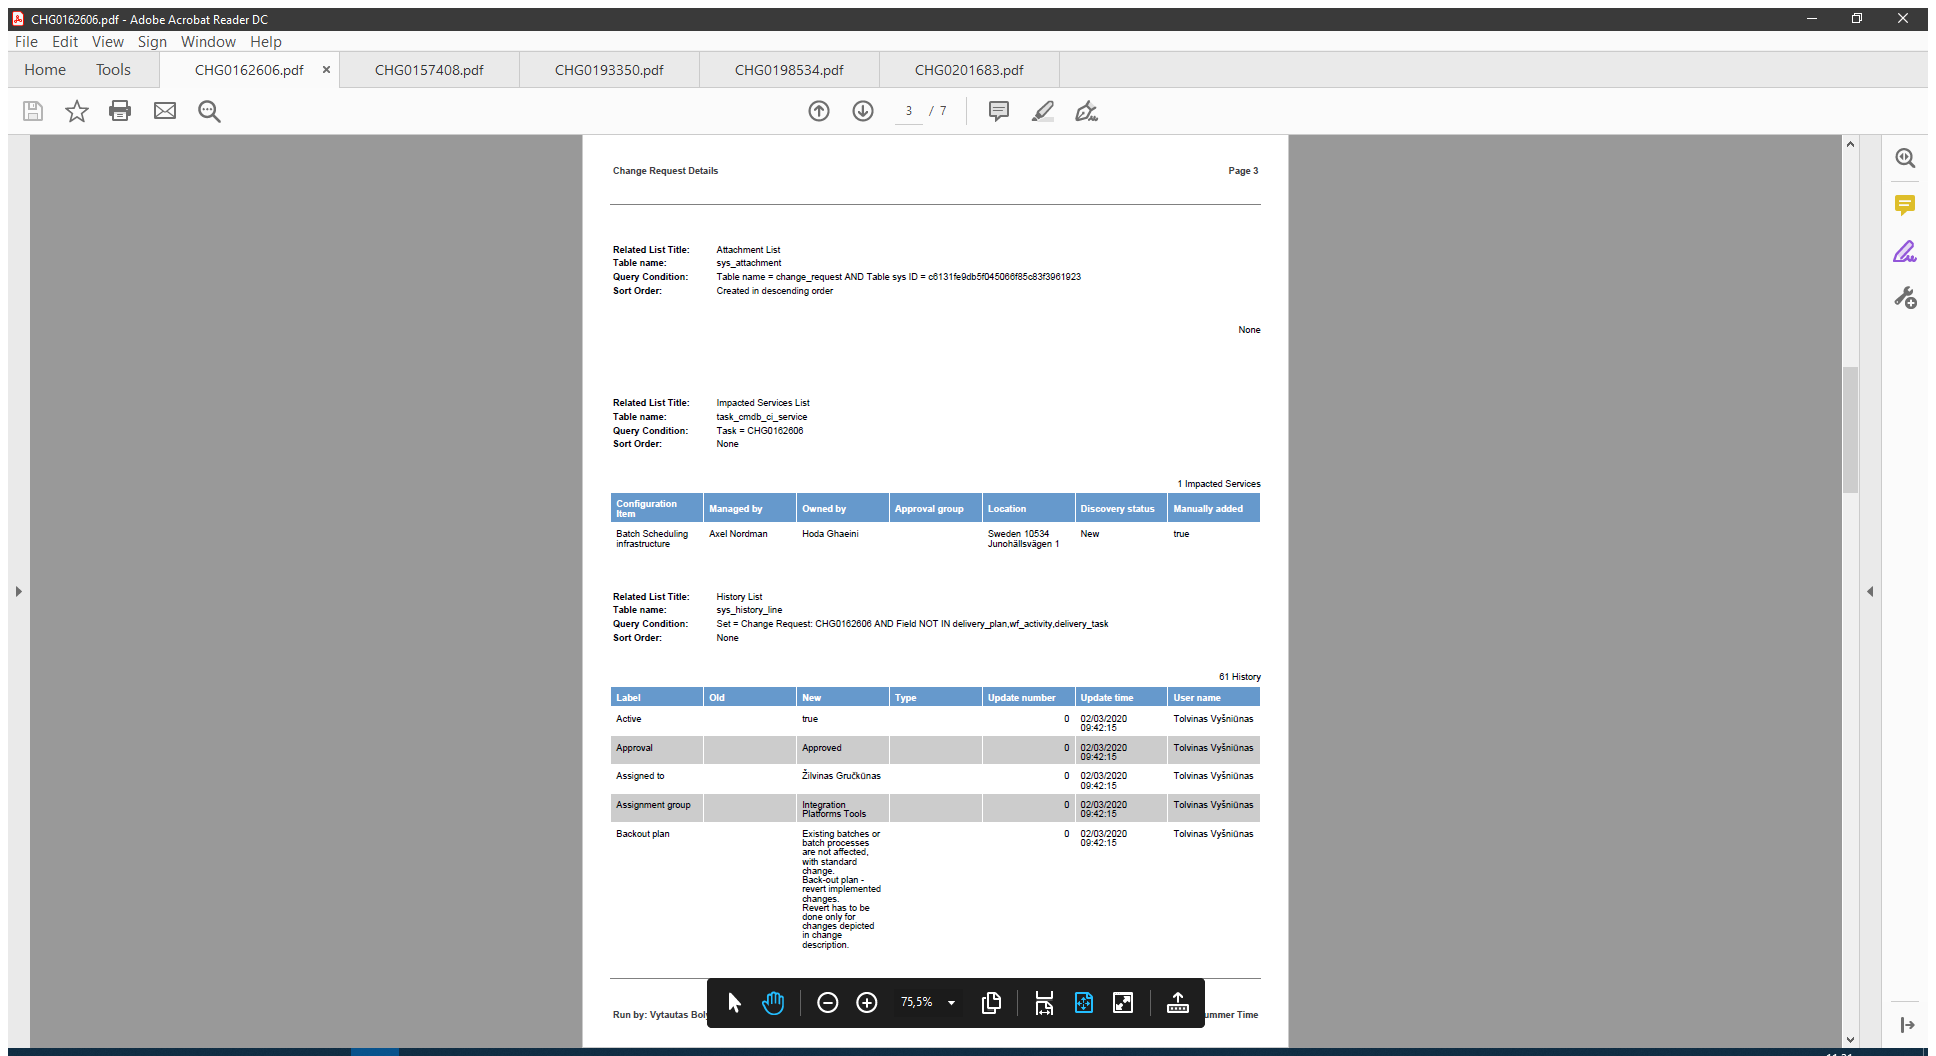 CHG0162606.pdf - Adobe Acrobat Reader DC
File Edit View Sign Window Help
Home Tools CHG0162606.pdf × CHG0157408.pdf CHG0193350.pdf CHG0198534.pdf CHG0201683.pdf
3 / 7
Change Request Details Page 3
Related List Title: Attachment List
Table name: sys_attachment
Query Condition: Table name = change_request AND Table sys ID = c6131fe9db5f045066f85c83f3961923
Sort Order: Created in descending order
None
Related List Title: Impacted Services List
Table name: task_cmdb_ci_service
Query Condition: Task = CHG0162606
Sort Order: None
1 Impacted Services
Configuration Item Managed by Owned by Approval group Location Discovery status Manually added
Batch Scheduling Axel Nordman Hoda Ghaeini Sweden 10534 New true
infrastructure Junohällsvägen 1
Related List Title: History List
Table name: sys_history_line
Query Condition: Set = Change Request: CHG0162606 AND Field NOT IN delivery_plan,wf_activity,delivery_task
Sort Order: None
61 History
Label Old New Type Update number Update time User name
Active true 0 02/03/2020 Tolvinas Vyšniūnas
09:42:15
Approval Approved 0 02/03/2020 Tolvinas Vyšniūnas
09:42:15
Assigned to Žilvinas Gručkūnas 0 02/03/2020 Tolvinas Vyšniūnas
09:42:15
Assignment group Integration 0 02/03/2020 Tolvinas Vyšniūnas
Platforms Tools 09:42:15
Backout plan Existing batches or 0 02/03/2020 Tolvinas Vyšniūnas
batch processes 09:42:15
are not affected,
with standard
change.
Back-out plan -
revert implemented
changes.
Revert has to be
done only for
changes depicted
in change
description.
75,5%
Run by: Vytautas Time